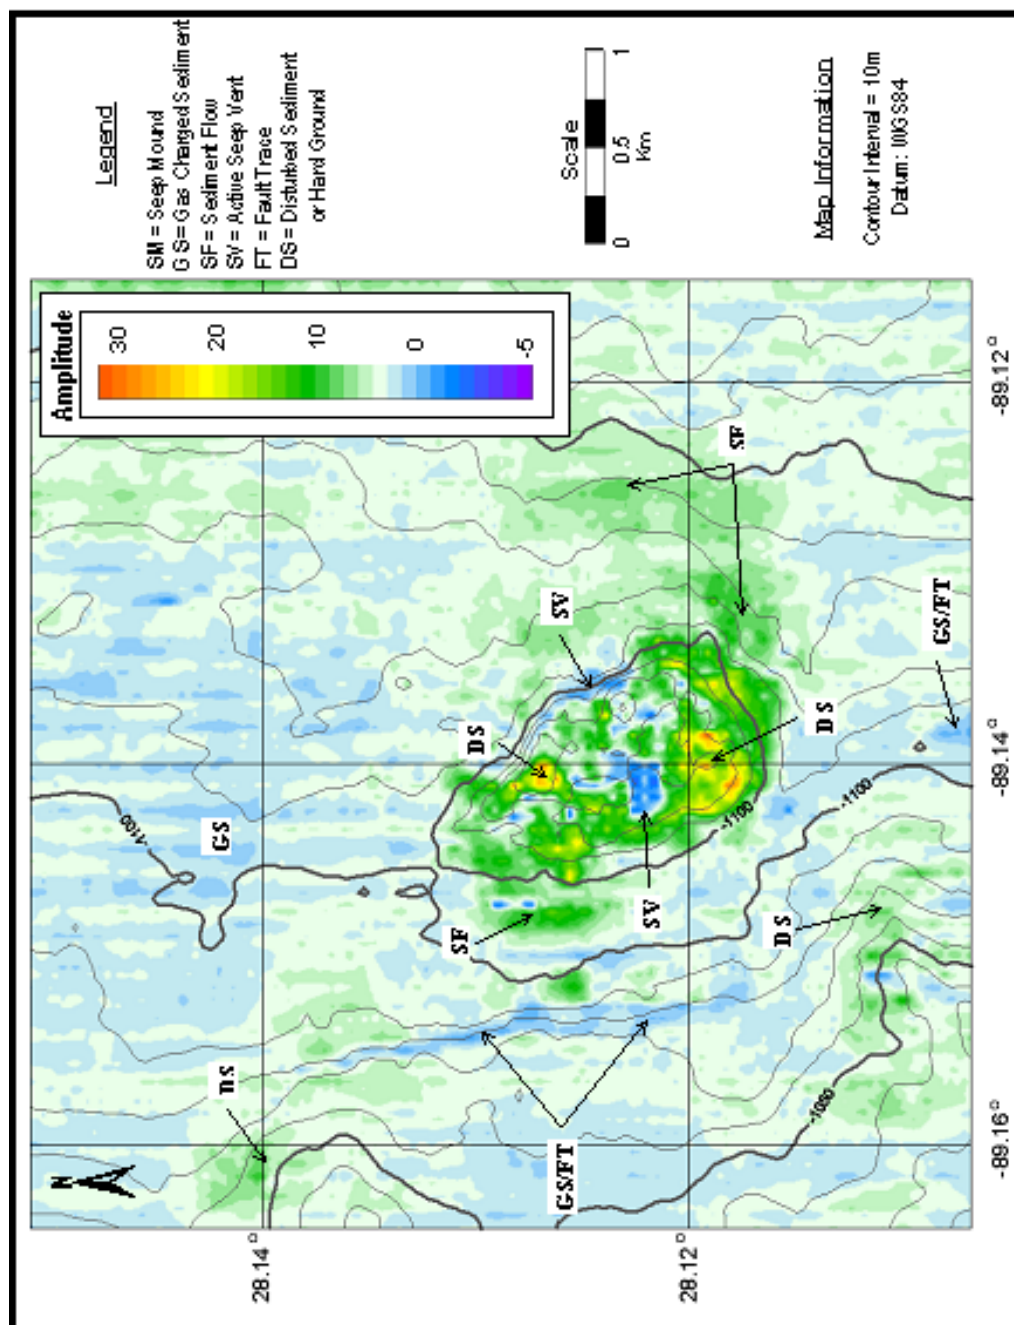 Legend
SM = Seep Mound
GS = Gas Charged Sediment
SF = Sediment Flow
SV = Active Seep Vent
FT = Fault Trace
DS = Disturbed Sediment
or Hard Ground
Scale
0 0.5 1
Km
Map Information
Contour Interval = 10m
Datum: WGS84
Amplitude
30 20 10 0 -5
N
DS
GS/FT
GS
SF
SV
DS
SV
DS
DS
SF
GS/FT
-1100
-1100
-1100
-1080
28.14°
28.12°
-89.16°
-89.14°
-89.12°